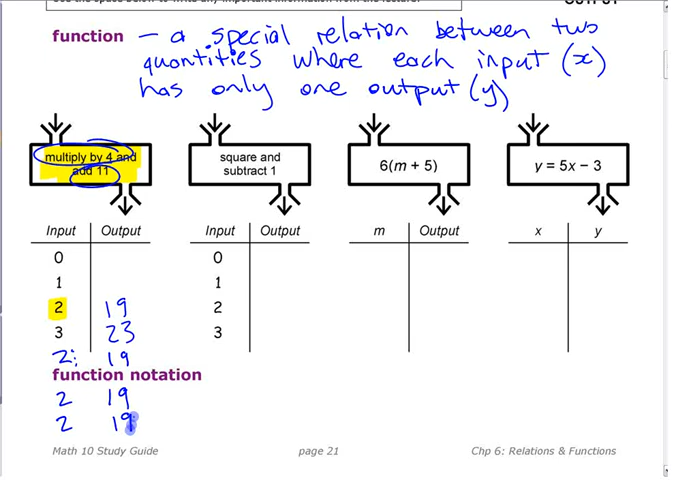 function – a special relation between two
quantities where each input (x)
has only one output (y)
multiply by 4 and
add 11
square and
subtract 1
6(m + 5)
y = 5x – 3
Input Output
Input Output
m Output
x y
0
1
2 19
3 23
2: 19
0
1
2
3
function notation
2 19
2 19
Math 10 Study Guide page 21 Chp 6: Relations & Functions